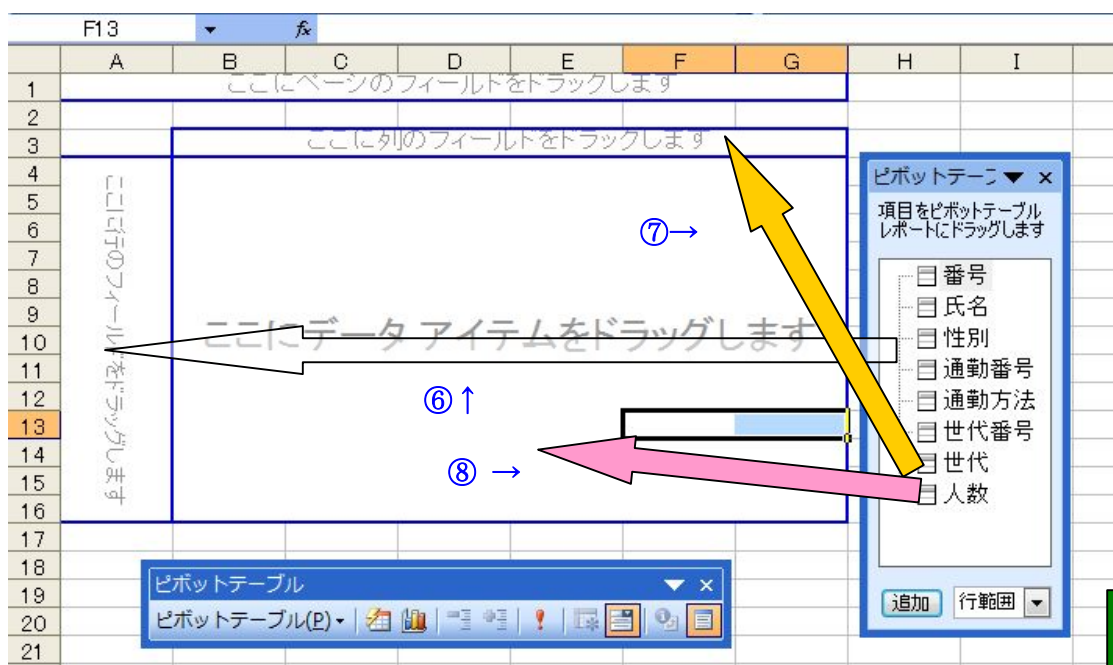 F13
fx
A B C D E F G H I
1
ここにページのフィールドをドラッグします
2
3
ここに列のフィールドをドラッグします
4
5
6
7
8
9
10
11
12
13
14
15
16
17
18
19
20
21
ここに行のフィールドをドラッグします
ここにデータ アイテムをドラッグします
⑦→
⑥↑
⑧ →
ピボットテーブ
項目をピボットテーブル
レポートにドラッグします
番号
氏名
性別
通勤番号
通勤方法
世代番号
世代
人数
追加 行範囲
ピボットテーブル
ピボットテーブル(P)